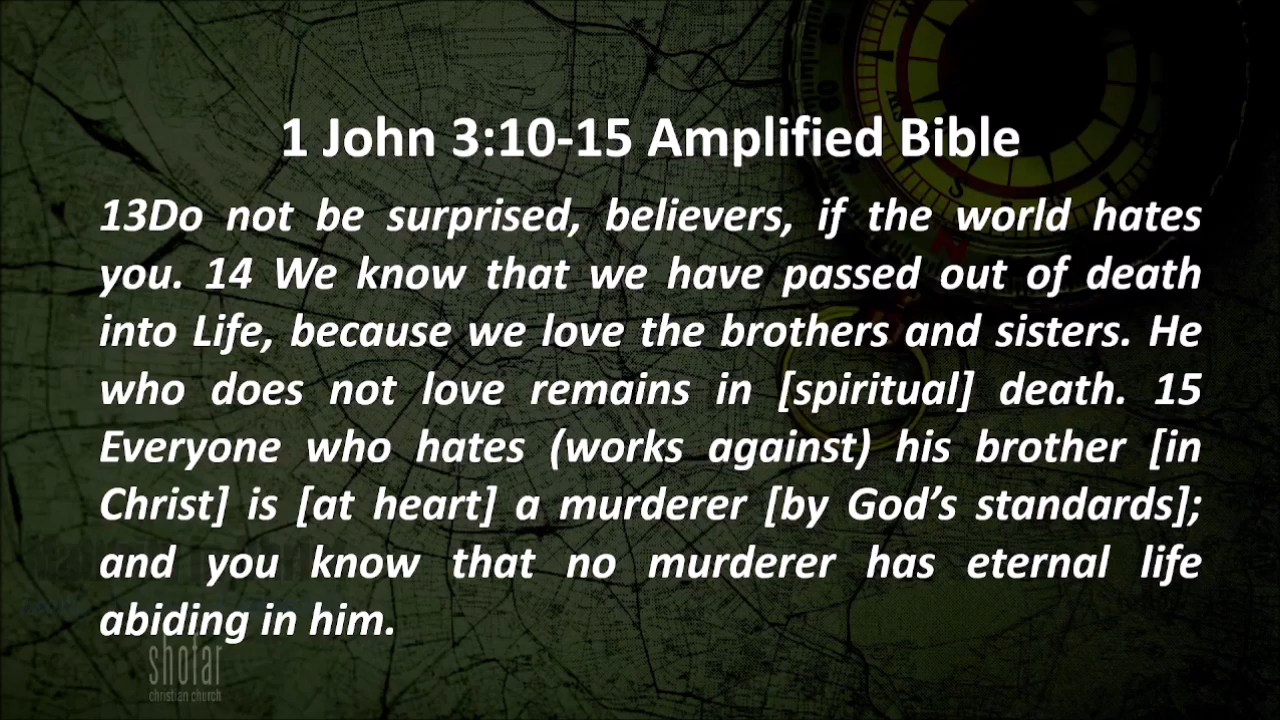 1 John 3:10-15 Amplified Bible
13Do not be surprised, believers, if the world hates
you. 14 We know that we have passed out of death
into Life, because we love the brothers and sisters. He
who does not love remains in [spiritual] death. 15
Everyone who hates (works against) his brother [in
Christ] is [at heart] a murderer [by God’s standards];
and you know that no murderer has eternal life
abiding in him.
shofar
christian church